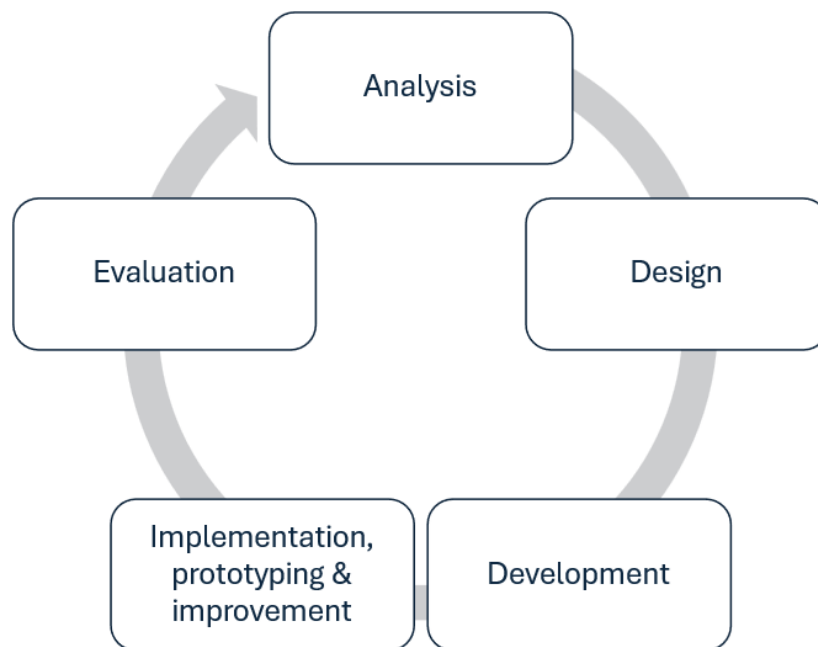 Analysis
Evaluation
Design
Implementation,
prototyping &
improvement
Development